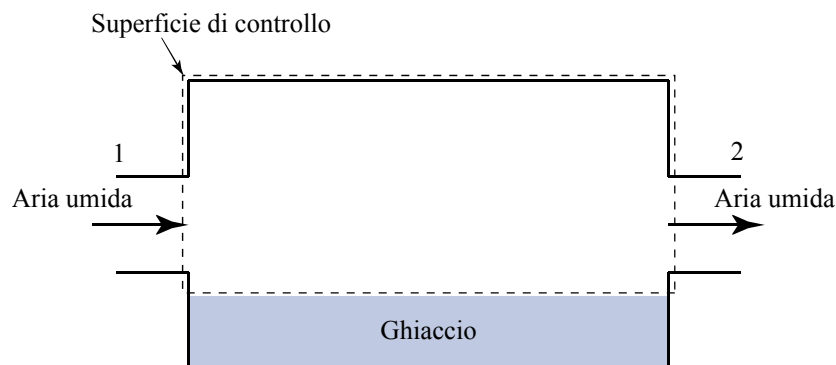 Superficie di controllo
1
2
Aria umida
Aria umida
Ghiaccio